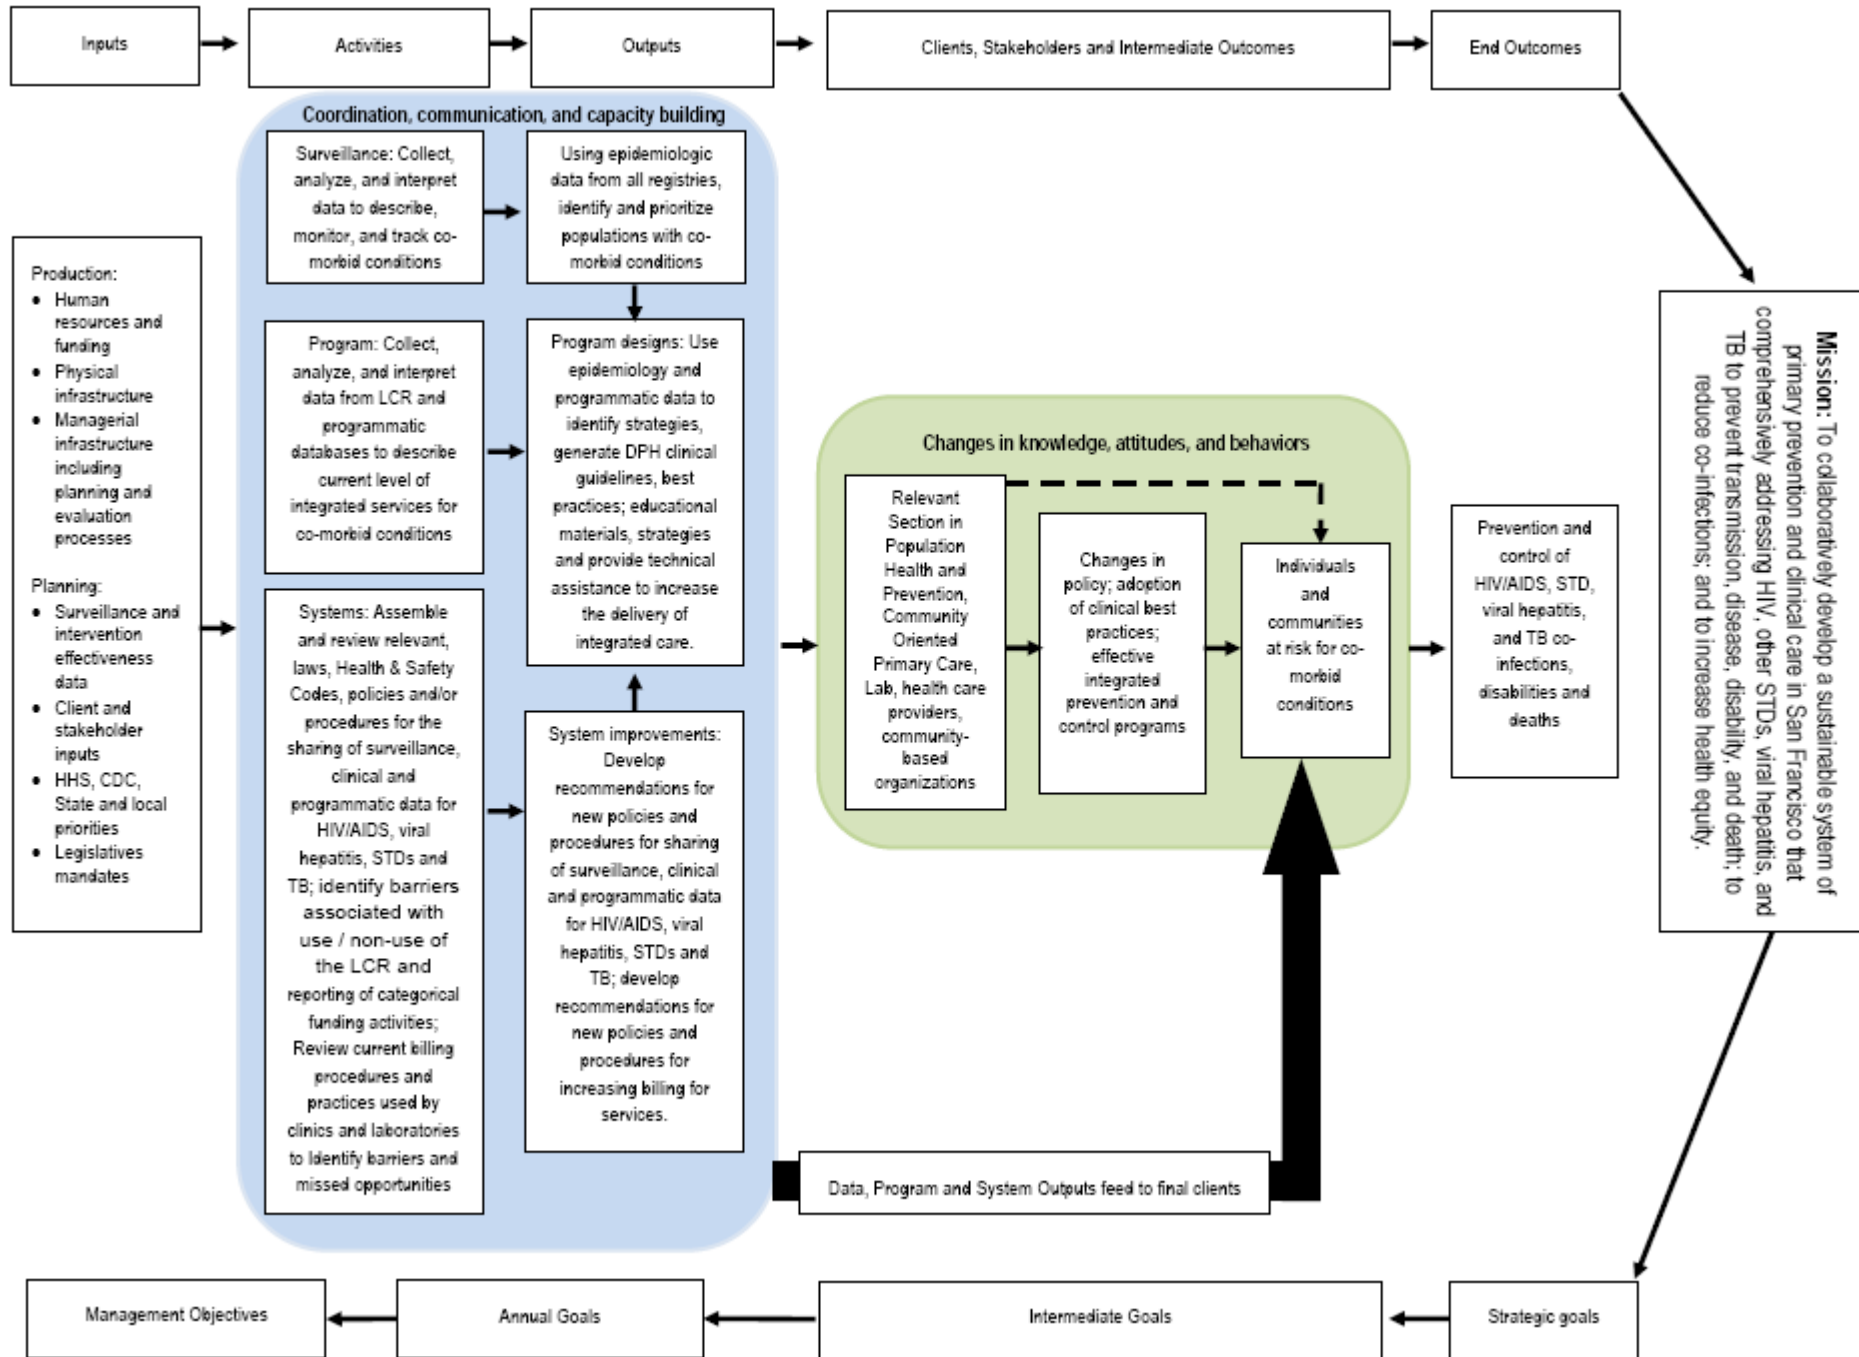 Inputs
Activities
Outputs
Clients, Stakeholders and Intermediate Outcomes
End Outcomes
Production:
● Human
resources and
funding
● Physical
infrastructure
● Managerial
infrastructure
including
planning and
evaluation
processes
Planning:
● Surveillance and
intervention
effectiveness
data
● Client and
stakeholder
inputs
● HHS, CDC,
State and local
priorities
● Legislatives
mandates
Coordination, communication, and capacity building
Surveillance: Collect,
analyze, and interpret
data to describe,
monitor, and track co-
morbid conditions
Using epidemiologic
data from all registries,
identify and prioritize
populations with co-
morbid conditions
Program: Collect,
analyze, and interpret
data from LCR and
programmatic
databases to describe
current level of
integrated services for
co-morbid conditions
Program designs: Use
epidemiology and
programmatic data to
identify strategies,
generate DPH clinical
guidelines, best
practices; educational
materials, strategies
and provide technical
assistance to increase
the delivery of
integrated care.
Systems: Assemble
and review relevant,
laws, Health & Safety
Codes, policies and/or
procedures for the
sharing of surveillance,
clinical and
programmatic data for
HIV/AIDS, viral
hepatitis, STDs and
TB; identify barriers
associated with
use / non-use of
the LCR and
reporting of categorical
funding activities;
Review current billing
procedures and
practices used by
clinics and laboratories
to Identify barriers and
missed opportunities
System improvements:
Develop
recommendations for
new policies and
procedures for sharing
of surveillance, clinical
and programmatic data
for HIV/AIDS, viral
hepatitis, STDs and
TB; develop
recommendations for
new policies and
procedures for
increasing billing for
services.
Changes in knowledge, attitudes, and behaviors
Relevant
Section in
Population
Health and
Prevention,
Community
Oriented
Primary Care,
Lab, health care
providers,
community-
based
organizations
Changes in
policy; adoption
of clinical best
practices;
effective
integrated
prevention and
control programs
Individuals
and
communities
at risk for co-
morbid
conditions
Prevention and
control of
HIV/AIDS, STD,
viral hepatitis,
and TB co-
infections,
disabilities and
deaths
Mission: To collaboratively develop a sustainable system of
primary prevention and clinical care in San Francisco that
comprehensively addressing HIV, other STDs, viral hepatitis, and
TB to prevent transmission, disease, disability, and death; to
reduce co-infections; and to increase health equity.
Data, Program and System Outputs feed to final clients
Management Objectives
Annual Goals
Intermediate Goals
Strategic goals